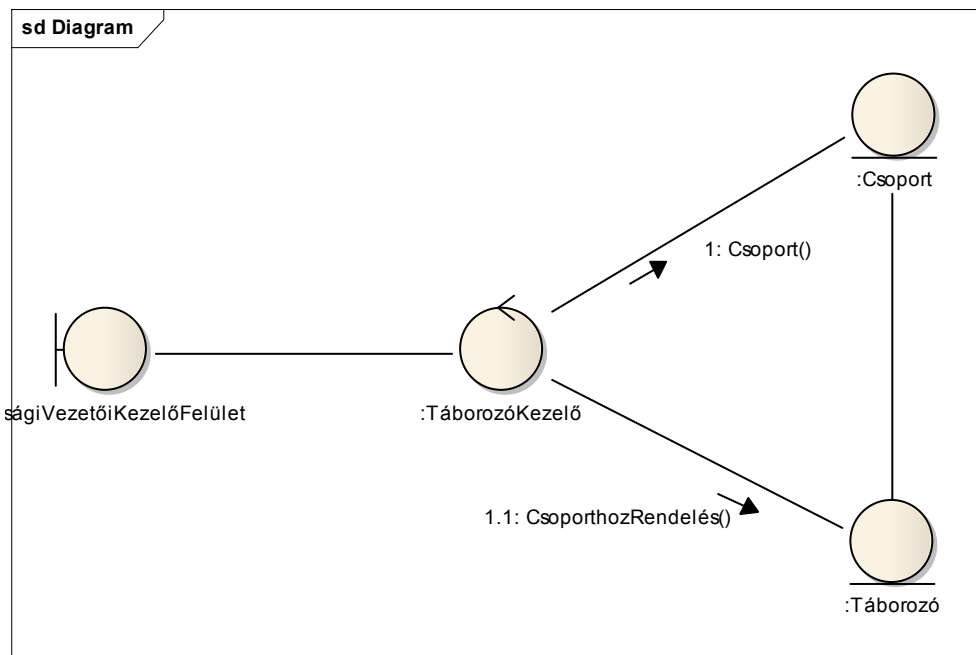 sd Diagram
:Csoport
1: Csoport()
ságiVezetőiKezelőFelület
:TáborozóKezelő
1.1: CsoporthozRendelés()
:Táborozó